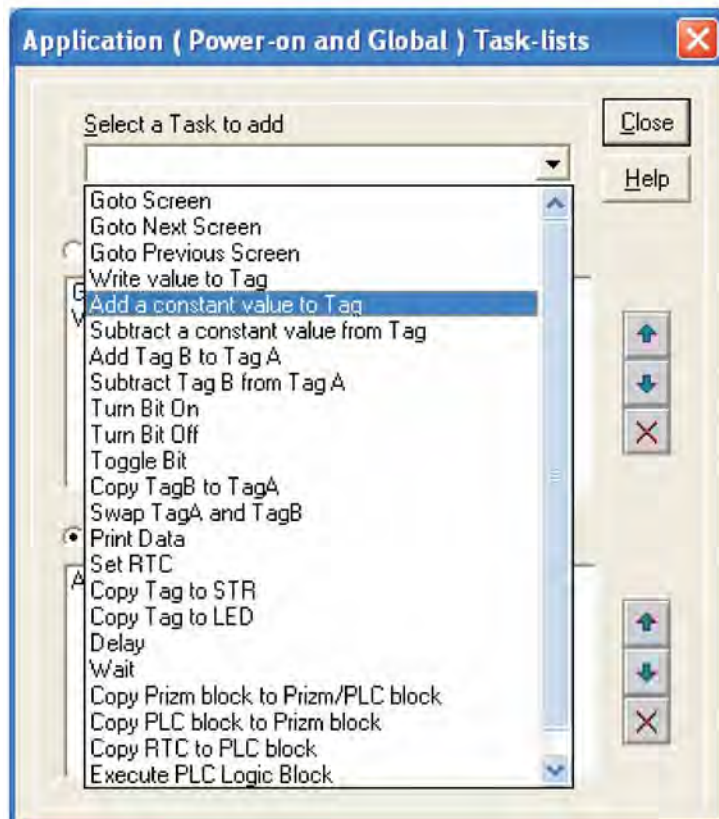 Application ( Power-on and Global ) Task-lists
Select a Task to add
Close
Help
Goto Screen
Goto Next Screen
Goto Previous Screen
Write value to Tag
Add a constant value to Tag
Subtract a constant value from Tag
Add Tag B to Tag A
Subtract Tag B from Tag A
Turn Bit On
Turn Bit Off
Toggle Bit
Copy TagB to TagA
Swap TagA and TagB
Print Data
Set RTC
Copy Tag to STR
Copy Tag to LED
Delay
Wait
Copy Prizm block to Prizm/PLC block
Copy PLC block to Prizm block
Copy RTC to PLC block
Execute PLC Logic Block